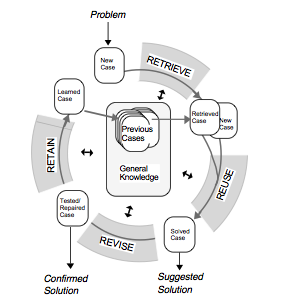 Problem
New
Case
RETRIEVE
Learned
Case
Retrieved
Case
New
Case
Previous
Cases
General
Knowledge
RETAIN
REUSE
Tested/
Repaired
Case
REVISE
Solved
Case
Confirmed
Solution
Suggested
Solution